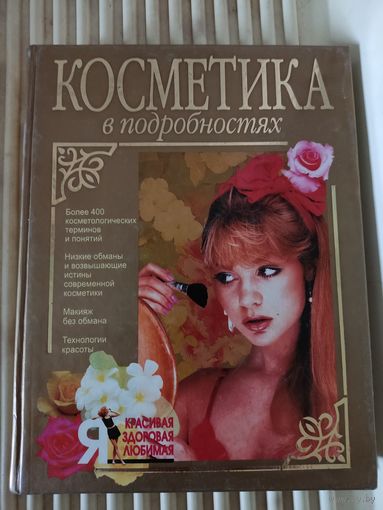 КОСМЕТИКА
в подробностях
Более 400
косметологических
терминов
и понятий
Низкие обманы
и возвышающие
истины
современной
косметики
Макияж
без обмана
Технологии
красоты
Я
КРАСИВАЯ
ЗДОРОВАЯ
ЛЮБИМАЯ